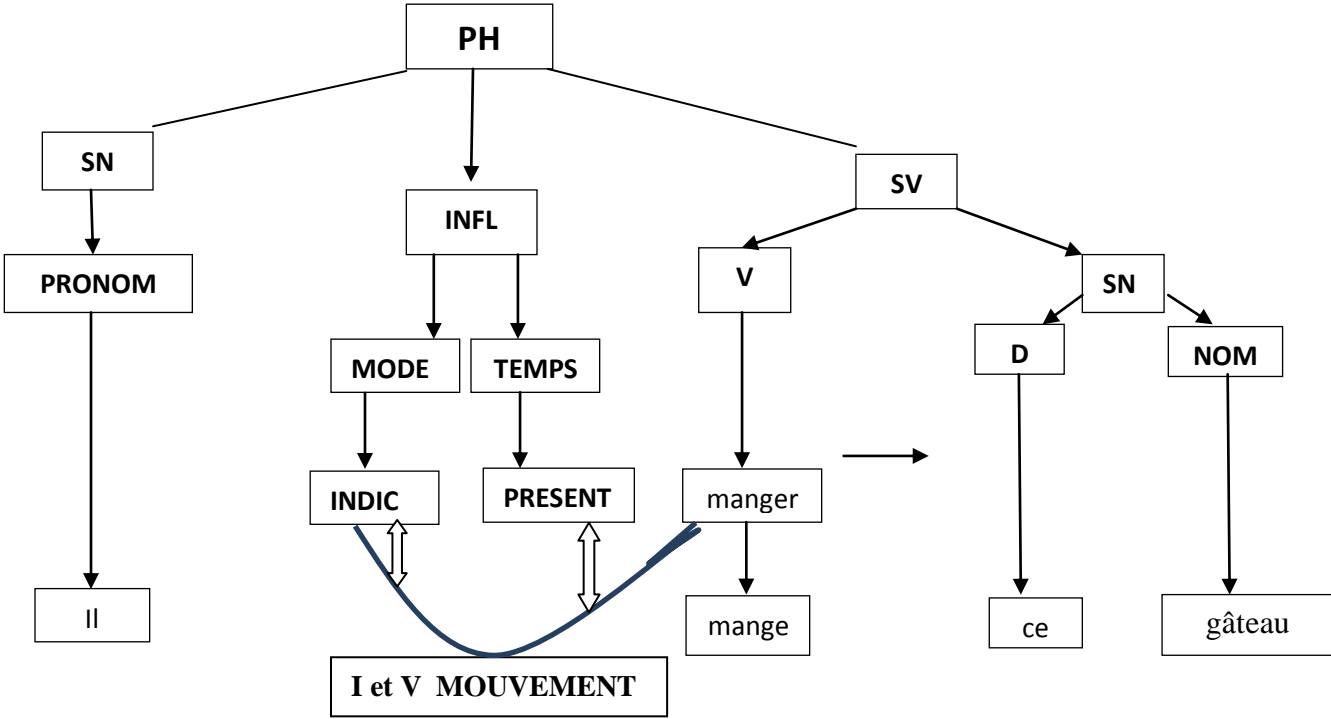 PH
SN
SV
INFL
V
SN
PRONOM
D
NOM
MODE
TEMPS
INDIC
PRESENT
manger
Il
mange
ce
gâteau
I et V MOUVEMENT